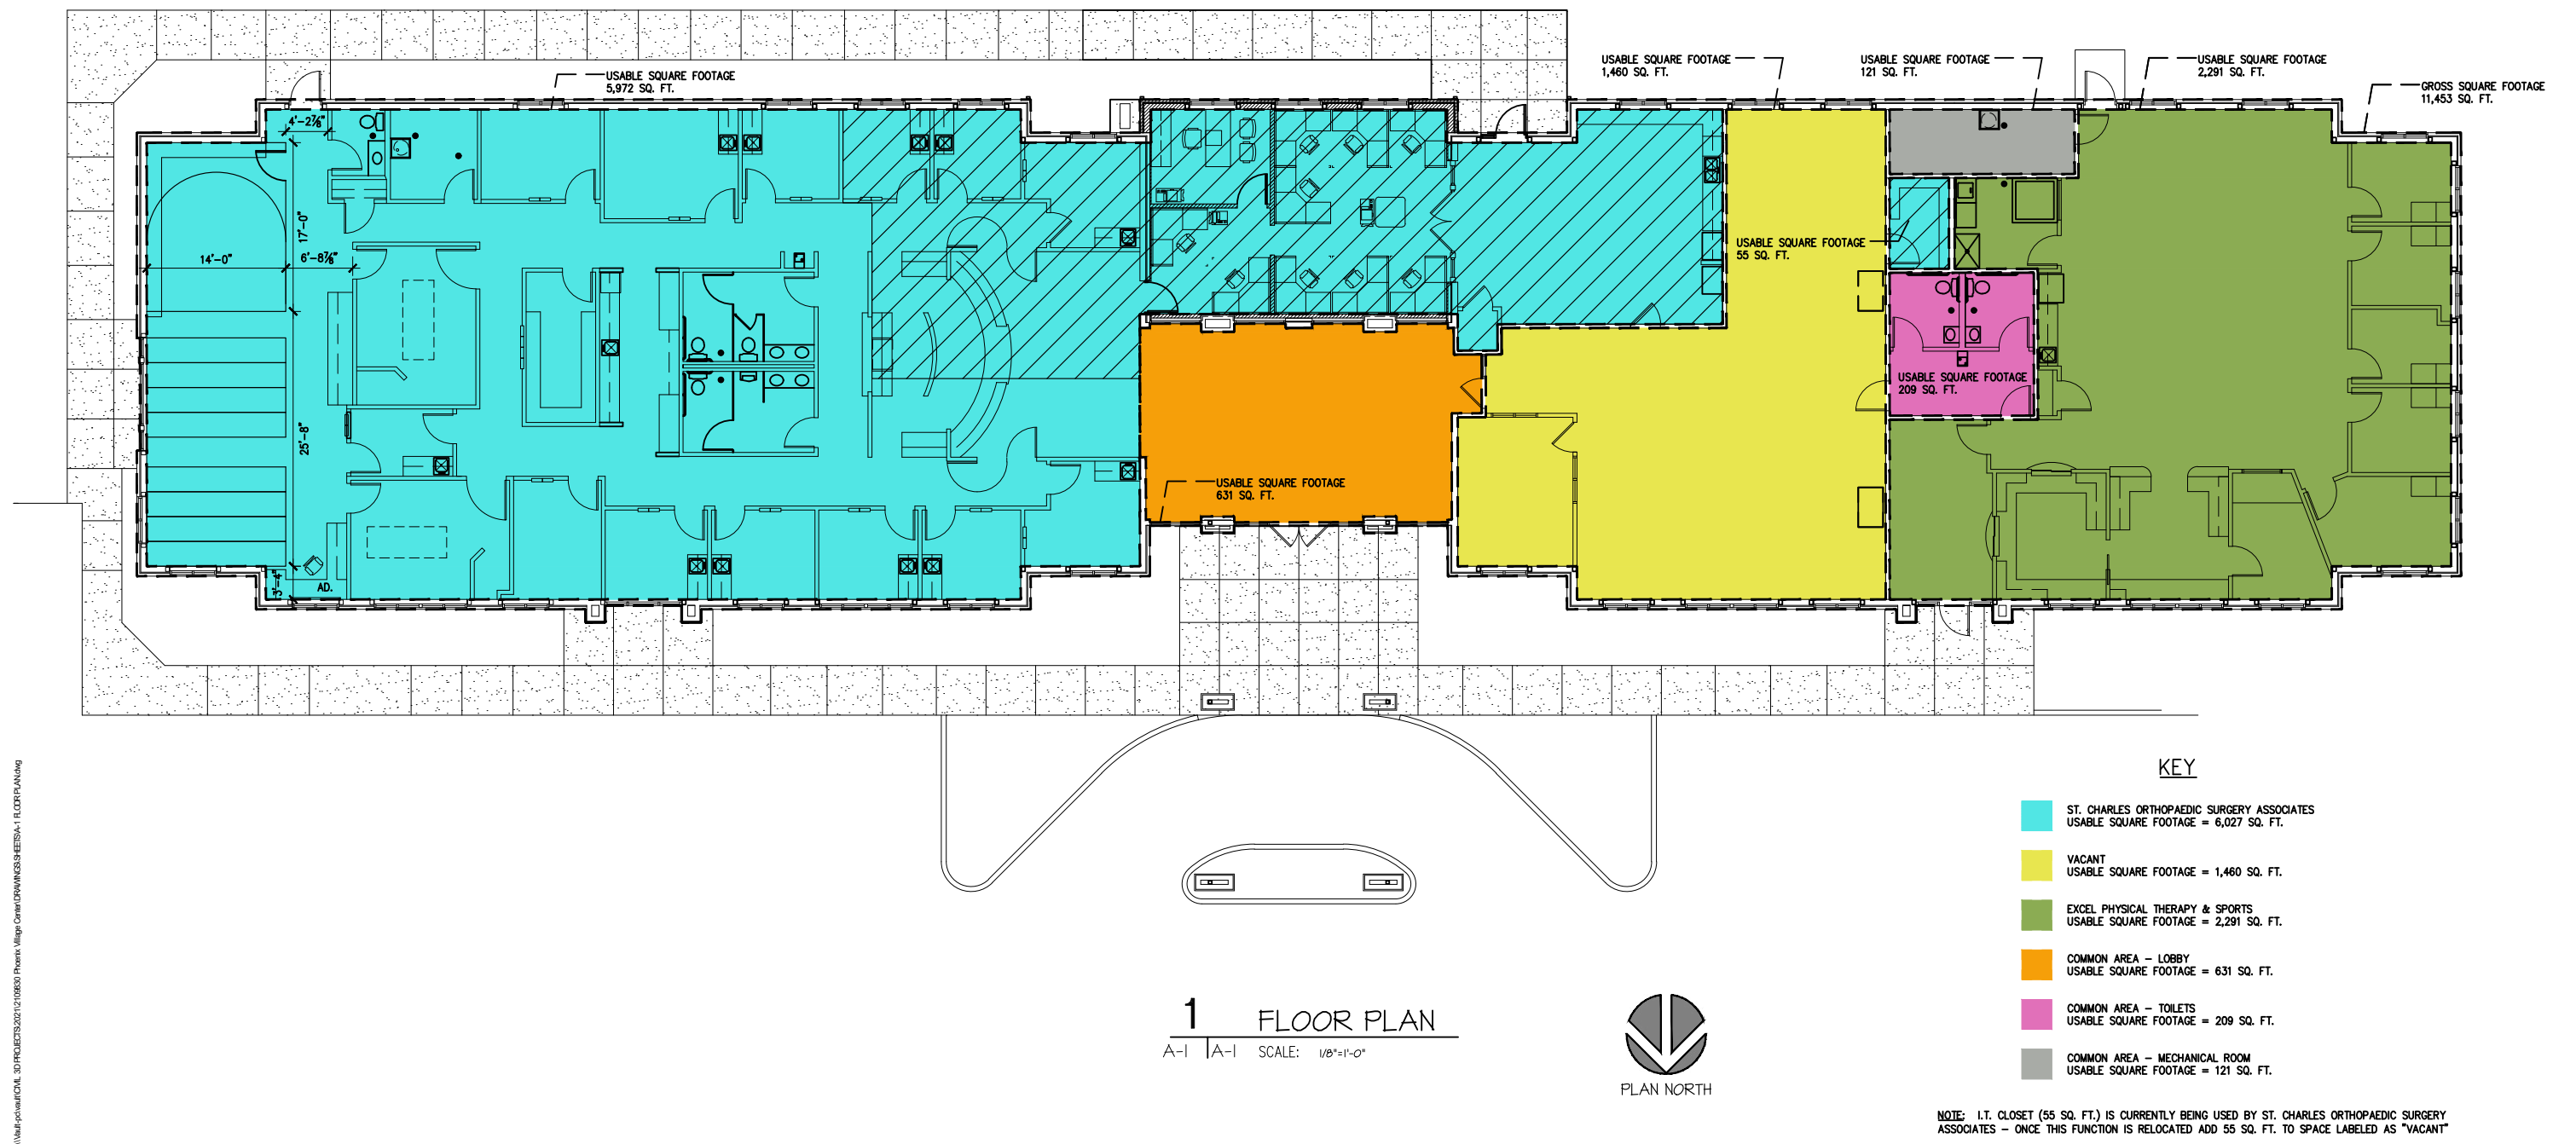 USABLE SQUARE FOOTAGE
5,972 SQ. FT.
USABLE SQUARE FOOTAGE
1,460 SQ. FT.
USABLE SQUARE FOOTAGE
121 SQ. FT.
USABLE SQUARE FOOTAGE
2,291 SQ. FT.
GROSS SQUARE FOOTAGE
11,453 SQ. FT.
4'-2⅞"
17'-0"
14'-0"
6'-8⅞"
USABLE SQUARE FOOTAGE
55 SQ. FT.
USABLE SQUARE FOOTAGE
209 SQ. FT.
25'-8"
USABLE SQUARE FOOTAGE
631 SQ. FT.
3'-4"
AD.
KEY
ST. CHARLES ORTHOPAEDIC SURGERY ASSOCIATES
USABLE SQUARE FOOTAGE = 6,027 SQ. FT.
VACANT
USABLE SQUARE FOOTAGE = 1,460 SQ. FT.
EXCEL PHYSICAL THERAPY & SPORTS
USABLE SQUARE FOOTAGE = 2,291 SQ. FT.
COMMON AREA - LOBBY
USABLE SQUARE FOOTAGE = 631 SQ. FT.
COMMON AREA - TOILETS
USABLE SQUARE FOOTAGE = 209 SQ. FT.
COMMON AREA - MECHANICAL ROOM
USABLE SQUARE FOOTAGE = 121 SQ. FT.
1 FLOOR PLAN
A-1 A-1 SCALE: 1/8"=1'-0"
PLAN NORTH
NOTE: I.T. CLOSET (55 SQ. FT.) IS CURRENTLY BEING USED BY ST. CHARLES ORTHOPAEDIC SURGERY
ASSOCIATES - ONCE THIS FUNCTION IS RELOCATED ADD 55 SQ. FT. TO SPACE LABELED AS "VACANT"